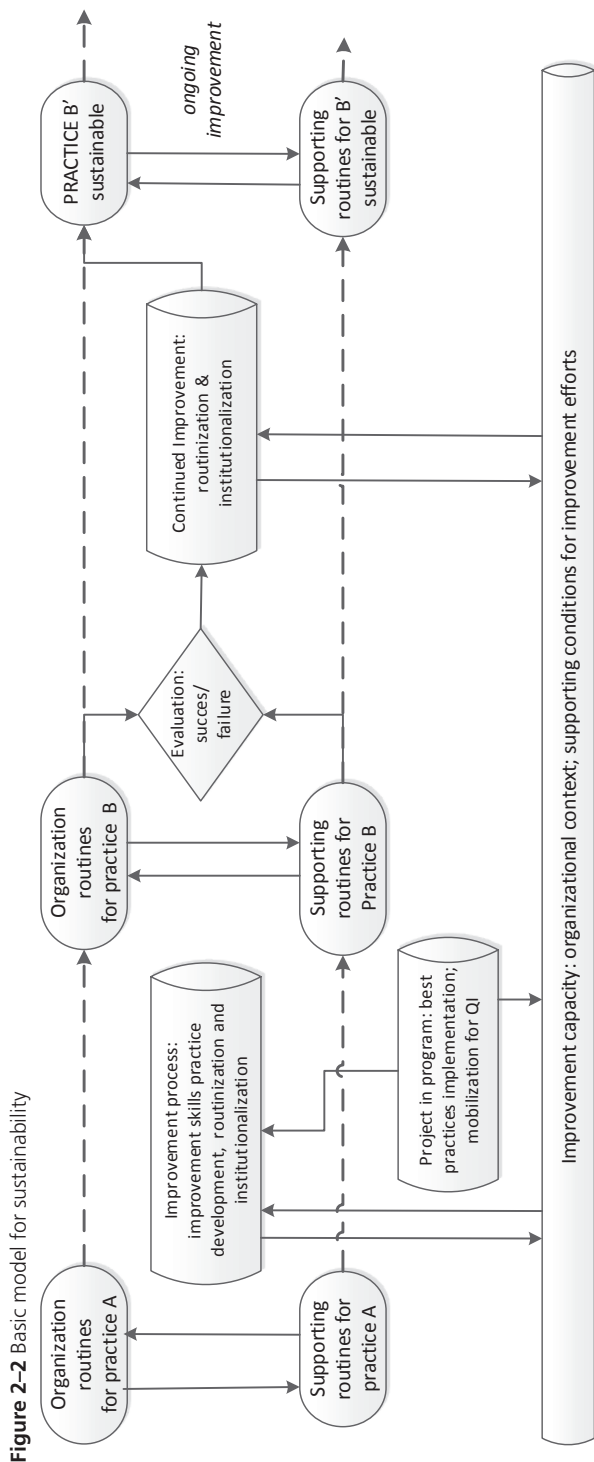 Figure 2–2 Basic model for sustainability
Organization
routines
for practice A
Supporting
routines for
practice A
Improvement process:
improvement skills practice
development, routinization and
institutionalization
Project in program: best
practices implementation;
mobilization for QI
Organization
routines
for practice B
Supporting
routines for
Practice B
Evaluation:
succes/
failure
Continued Improvement:
routinization &
institutionalization
PRACTICE B’
sustainable
ongoing
improvement
Supporting
routines for B’
sustainable
Improvement capacity: organizational context; supporting conditions for improvement efforts